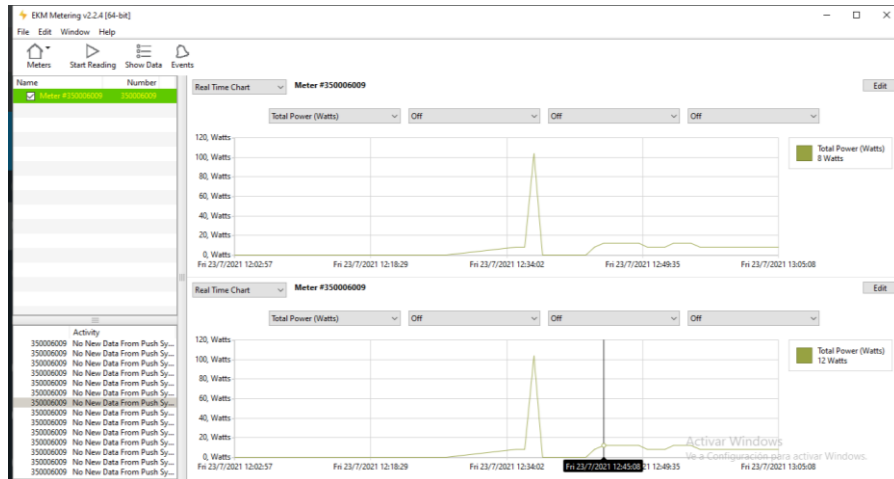 EKM Metering v2.2.4 [64-bit]
File Edit Window Help
Meters Start Reading Show Data Events
Name Number
Meter #350006009 350006009
Real Time Chart Meter #350006009 Edit
Total Power (Watts) Off Off Off
120, Watts
100, Watts
80, Watts
60, Watts
40, Watts
20, Watts
0, Watts
Fri 23/7/2021 12:02:57 Fri 23/7/2021 12:18:29 Fri 23/7/2021 12:34:02 Fri 23/7/2021 12:49:35 Fri 23/7/2021 13:05:08
Total Power (Watts)
8 Watts
Real Time Chart Meter #350006009 Edit
Total Power (Watts) Off Off Off
120, Watts
100, Watts
80, Watts
60, Watts
40, Watts
20, Watts
0, Watts
Fri 23/7/2021 12:02:57 Fri 23/7/2021 12:18:29 Fri 23/7/2021 12:34:02 Fri 23/7/2021 12:45:08 21 12:49:35 Fri 23/7/2021 13:05:08
Total Power (Watts)
12 Watts
Activity
350006009 No New Data From Push Sy...
350006009 No New Data From Push Sy...
350006009 No New Data From Push Sy...
350006009 No New Data From Push Sy...
350006009 No New Data From Push Sy...
350006009 No New Data From Push Sy...
350006009 No New Data From Push Sy...
350006009 No New Data From Push Sy...
350006009 No New Data From Push Sy...
350006009 No New Data From Push Sy...
350006009 No New Data From Push Sy...
350006009 No New Data From Push Sy...
350006009 No New Data From Push Sy...
350006009 No New Data From Push Sy...
Activar Windows
Ve a Configuración para activar Windows.